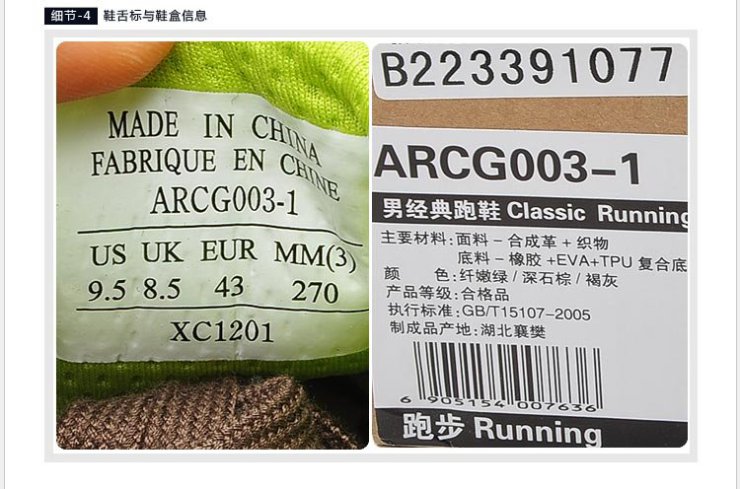 细节-4 鞋舌标与鞋盒信息
MADE IN CHINA
FABRIQUE EN CHINE
ARCG003-1
US UK EUR MM(3)
9.5 8.5 43 270
XC1201
B223391077
ARCG003-1
男经典跑鞋 Classic Running
主要材料:面料-合成革+织物
底料-橡胶+EVA+TPU 复合底
颜 色:纤嫩绿/深石棕/褐灰
产品等级:合格品
执行标准:GB/T15107-2005
制成品产地:湖北襄樊
6 905154 007636
跑步 Running